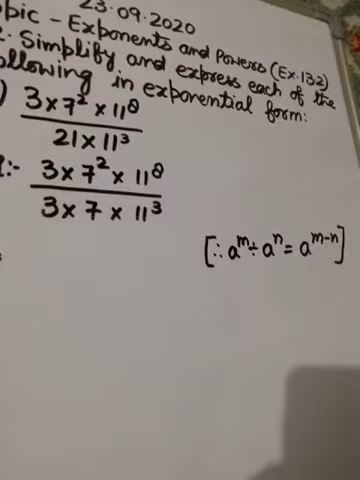 23.09.2020
pic - Exponents and Powers (Ex.13.2)
Simplify and express each of the
llowing in exponential form:
) 3×7²×11⁸
21×11³
:- 3×7²×11⁸
3×7×11³
[∴ aᵐ÷aⁿ = aᵐ⁻ⁿ]